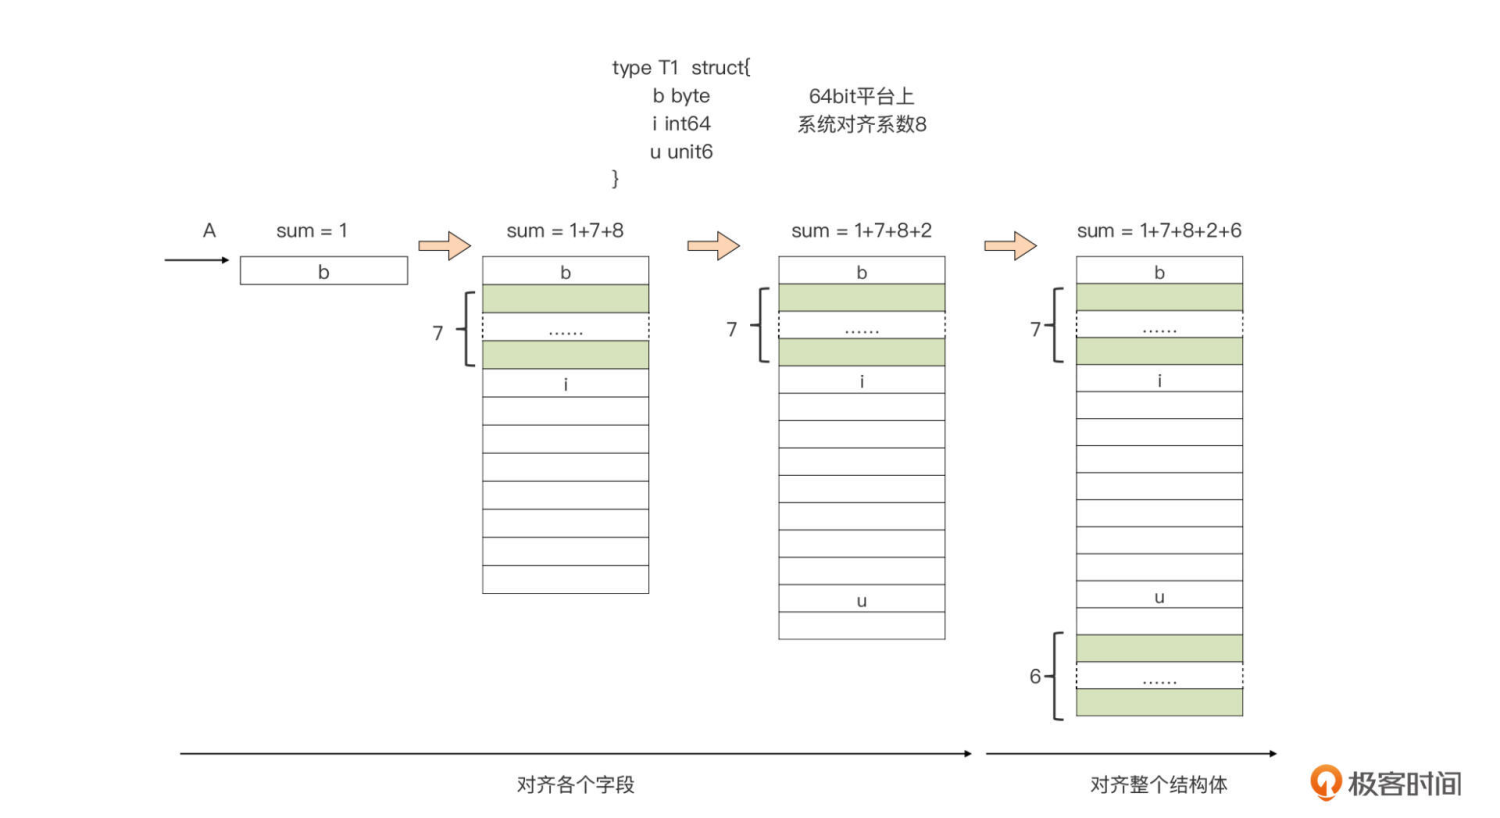 type T1 struct{
b byte
64bit平台上
i int64
系统对齐系数8
u unit6
}
A
sum = 1
sum = 1+7+8
sum = 1+7+8+2
sum = 1+7+8+2+6
b
b
b
b
7
......
7
......
7
......
i
i
i
u
u
6
......
对齐各个字段
对齐整个结构体
极客时间